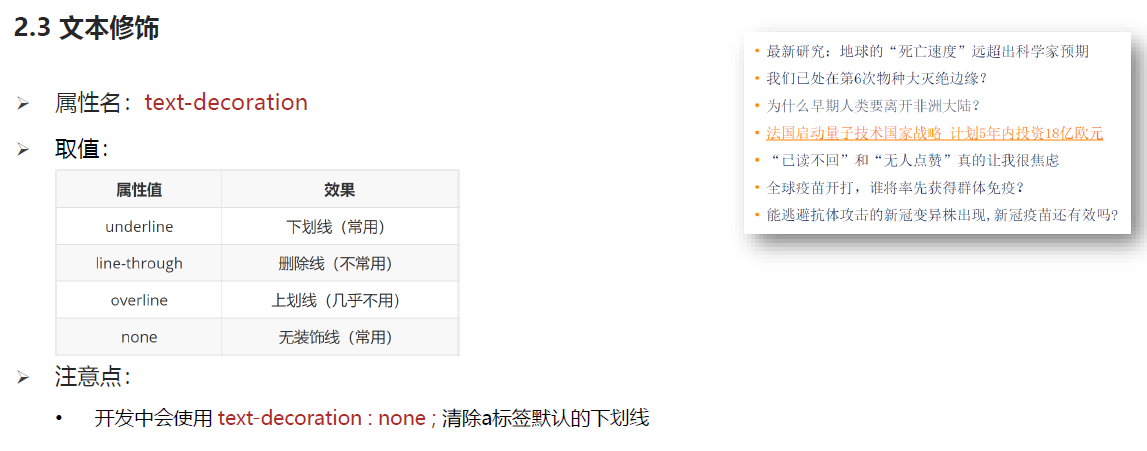 2.3 文本修饰
➢ 属性名：text-decoration
➢ 取值：
属性值 效果
underline 下划线（常用）
line-through 删除线（不常用）
overline 上划线（几乎不用）
none 无装饰线（常用）
➢ 注意点：
• 开发中会使用 text-decoration : none ; 清除a标签默认的下划线
▪ 最新研究：地球的“死亡速度”远超出科学家预期
▪ 我们已处在第6次物种大灭绝边缘？
▪ 为什么早期人类要离开非洲大陆？
▪ 法国启动量子技术国家战略 计划5年内投资18亿欧元
▪ “已读不回”和“无人点赞”真的让我很焦虑
▪ 全球疫苗开打，谁将率先获得群体免疫？
▪ 能逃避抗体攻击的新冠变异株出现,新冠疫苗还有效吗?